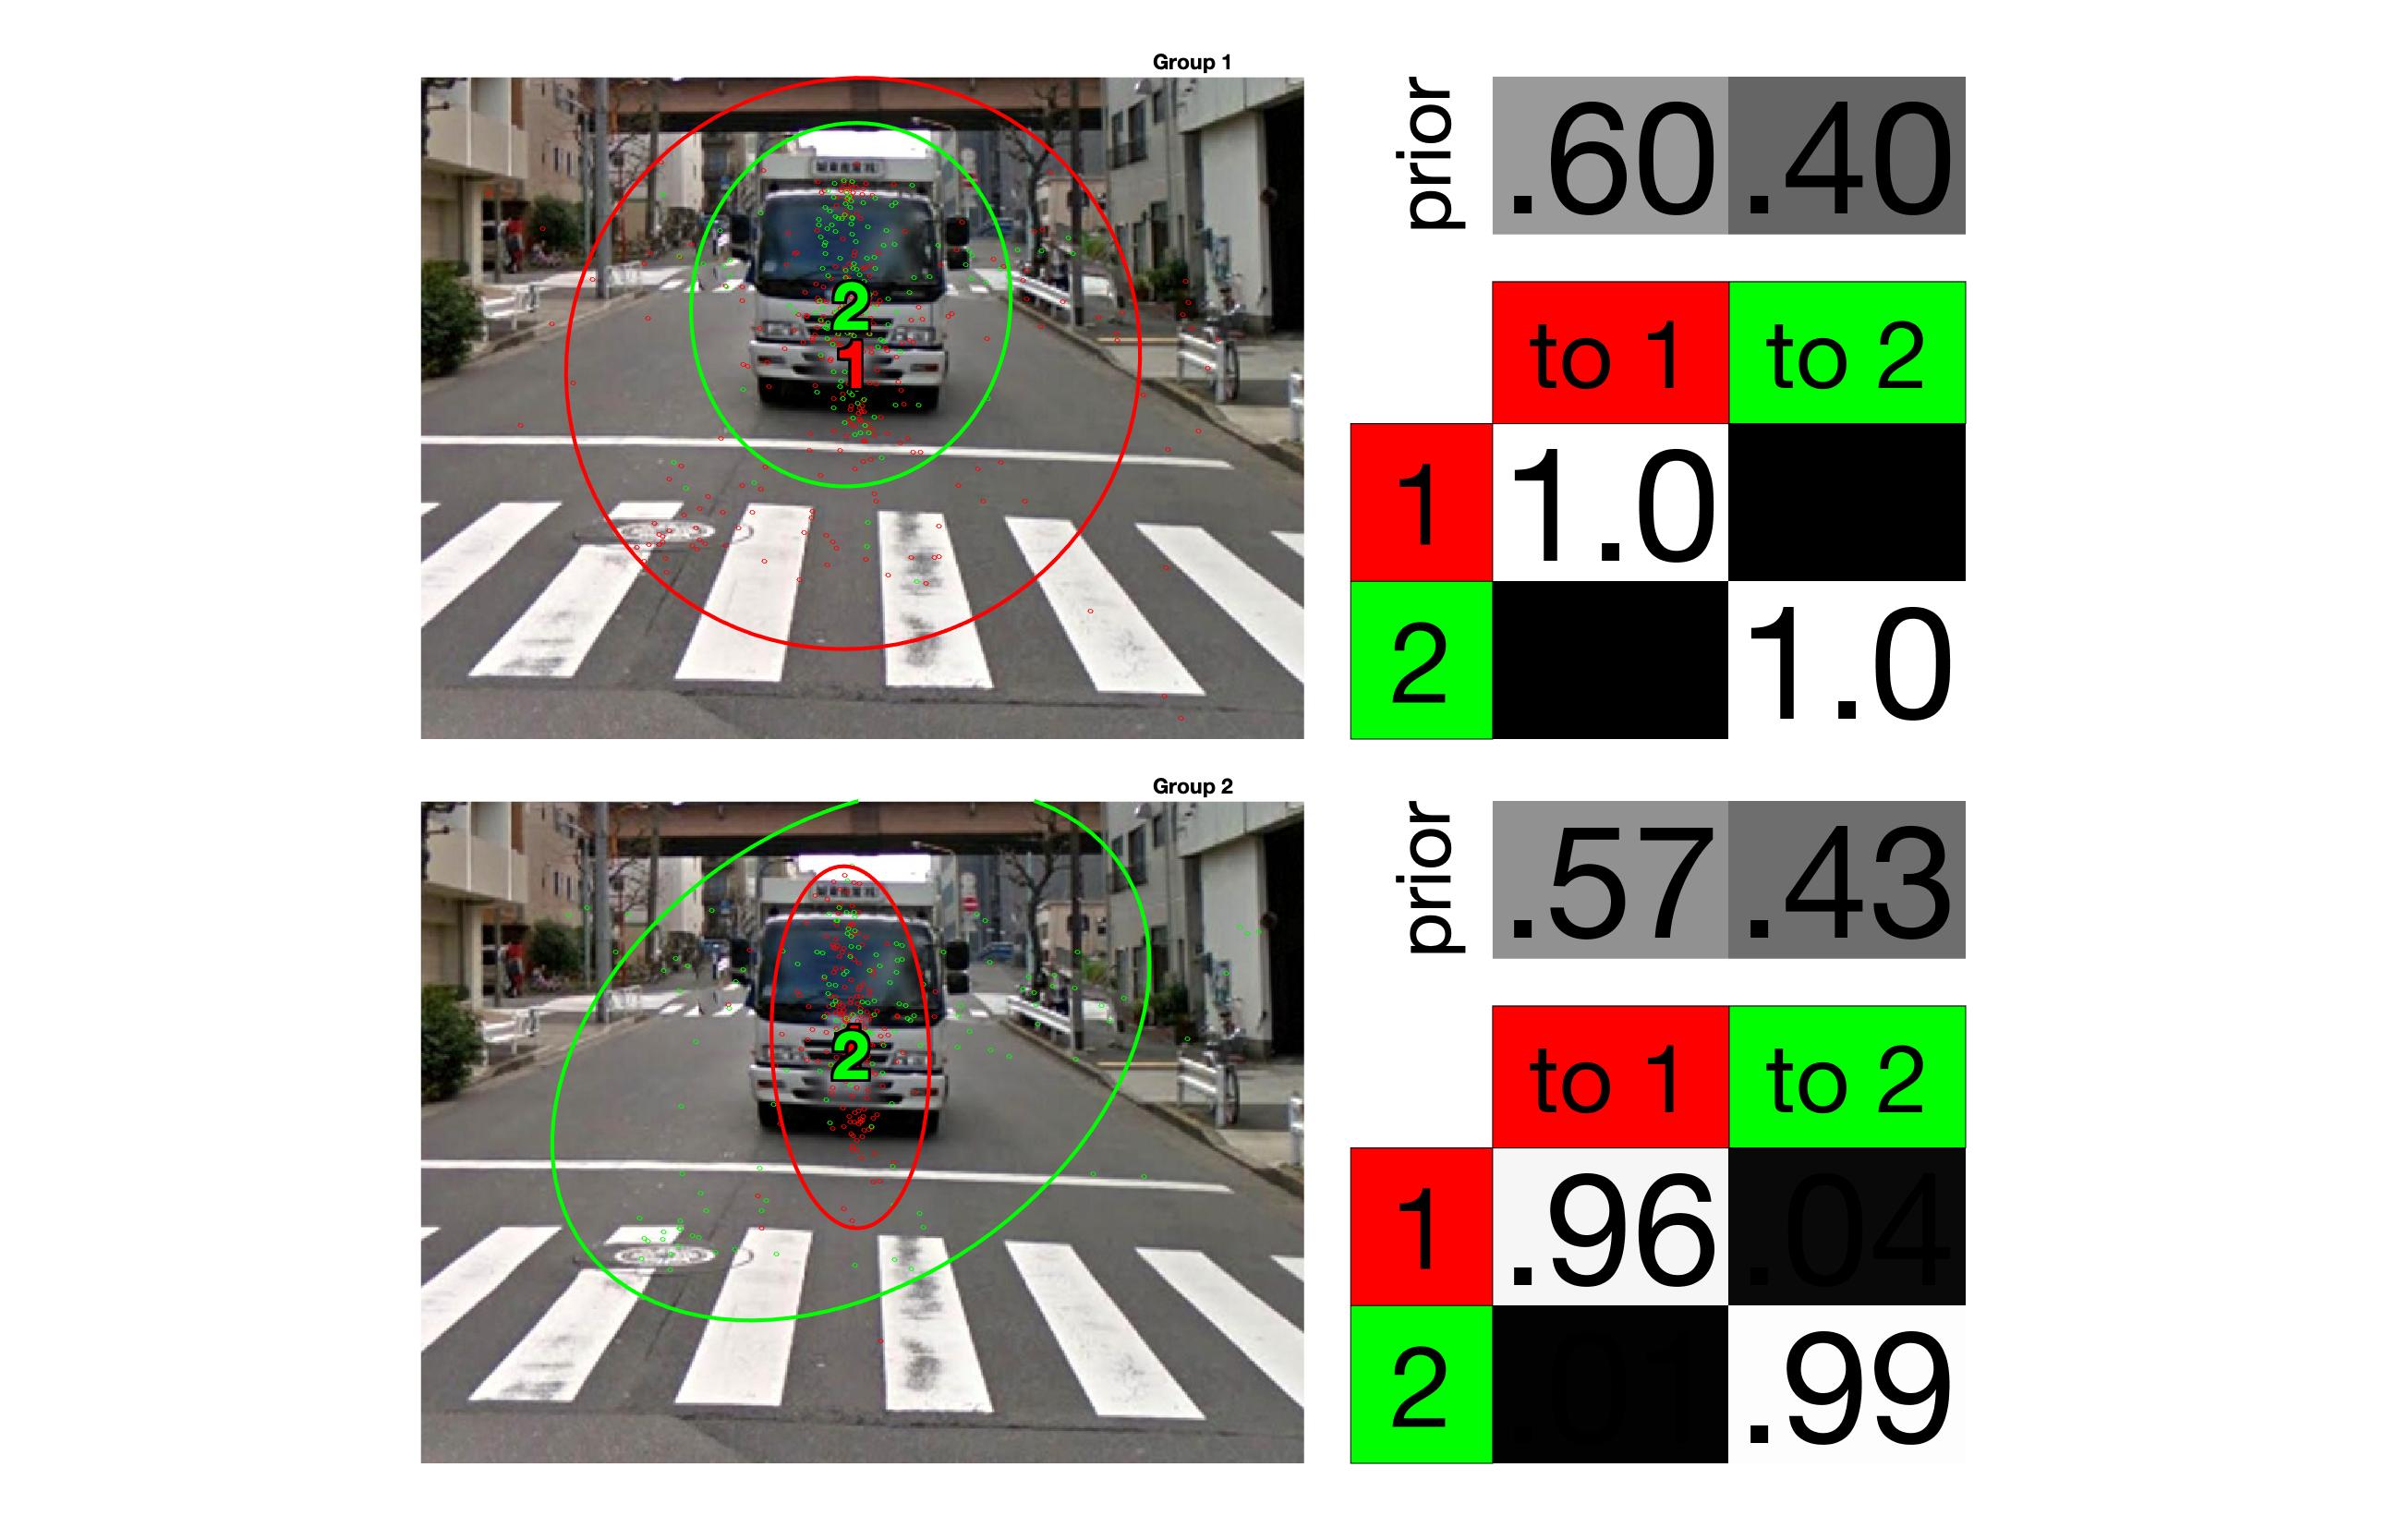 Group 1
2
1
prior
.60 .40
to 1 to 2
1 1.0
2 1.0
Group 2
2
prior
.57 .43
to 1 to 2
1 .96 .04
2 .01 .99